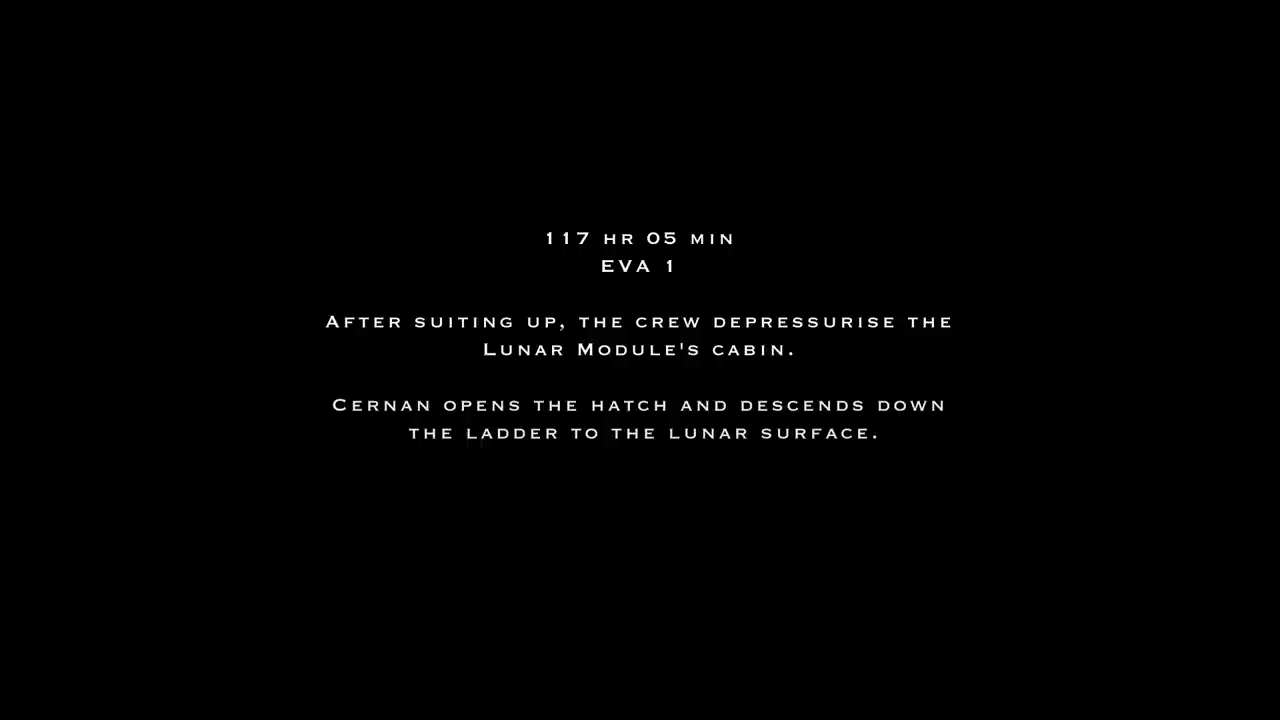 117 HR 05 MIN
EVA 1
AFTER SUITING UP, THE CREW DEPRESSURISE THE
LUNAR MODULE'S CABIN.
CERNAN OPENS THE HATCH AND DESCENDS DOWN
THE LADDER TO THE LUNAR SURFACE.